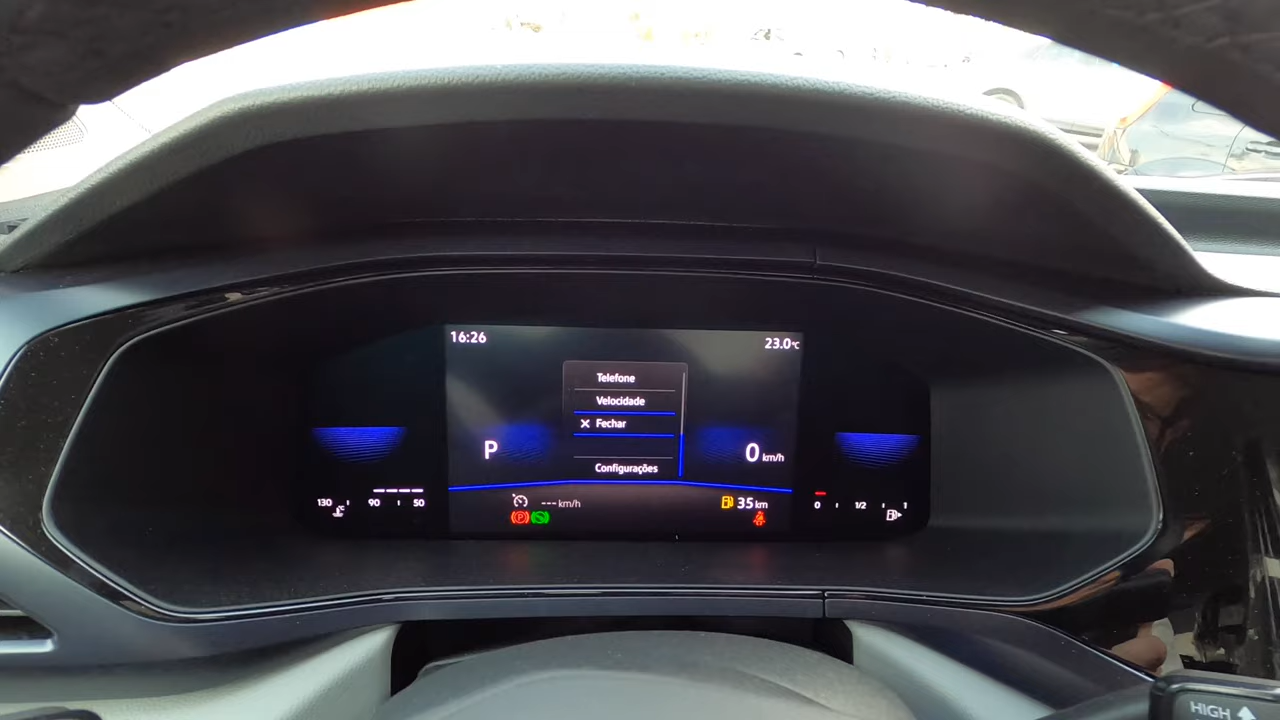 16:26
23.0°C
Telefone
Velocidade
Fechar
Configurações
P
0 km/h
--- km/h
35 km
130 90 50
°C
0 1/2 1
(P)
HIGH